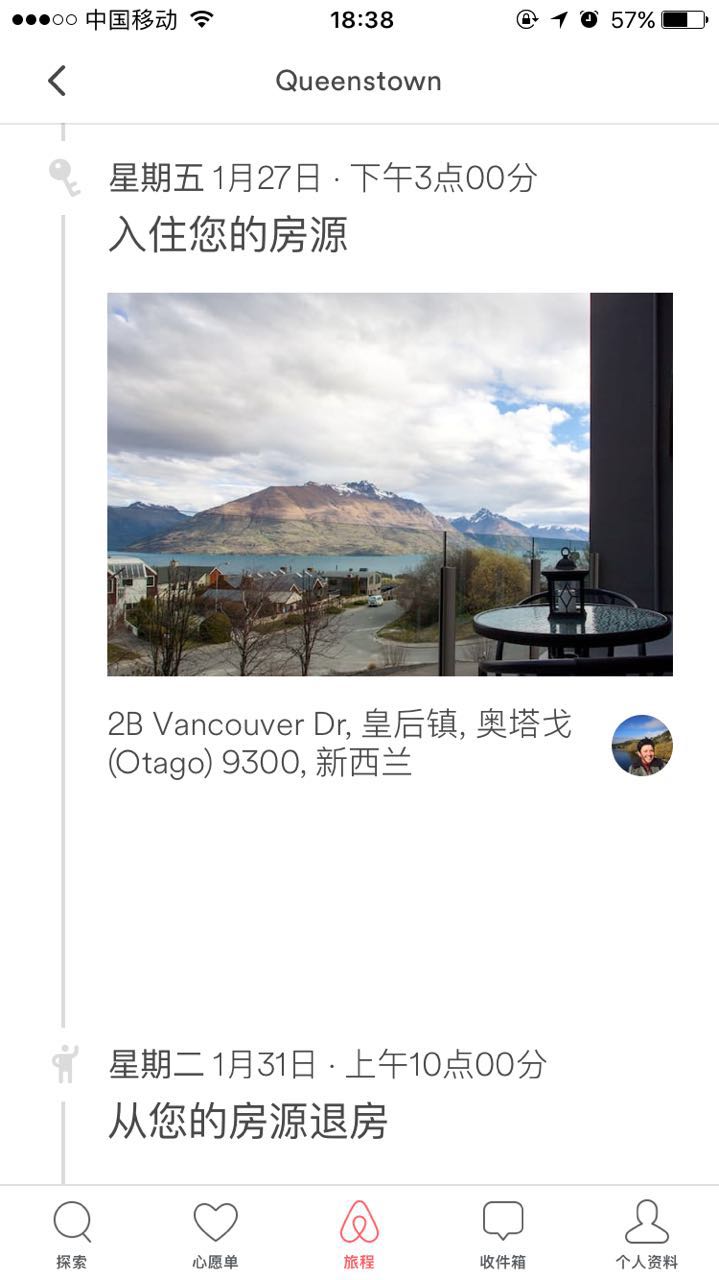 中国移动 18:38 57%
Queenstown
星期五 1月27日 · 下午3点00分
入住您的房源
2B Vancouver Dr, 皇后镇, 奥塔戈
(Otago) 9300, 新西兰
星期二 1月31日 · 上午10点00分
从您的房源退房
探索 心愿单 旅程 收件箱 个人资料